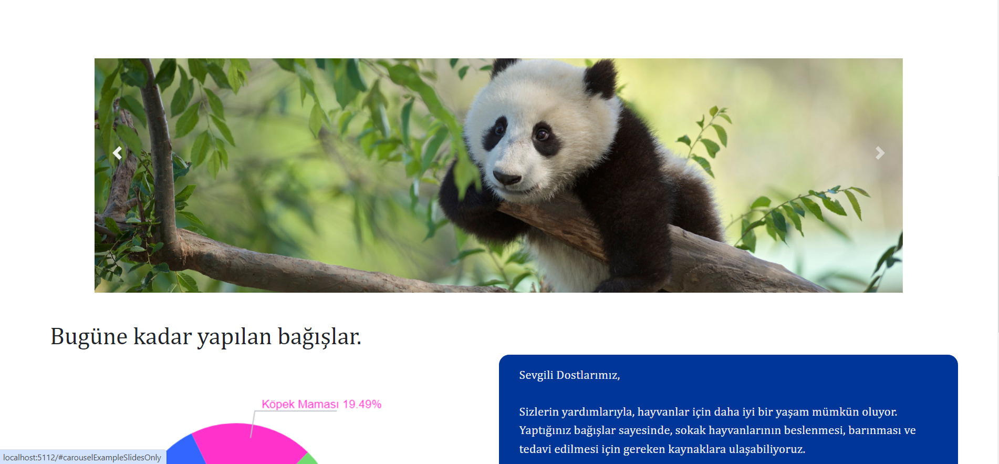 Bugüne kadar yapılan bağışlar.
Köpek Maması 19.49%
Sevgili Dostlarımız,
Sizlerin yardımlarıyla, hayvanlar için daha iyi bir yaşam mümkün oluyor.
Yaptığınız bağışlar sayesinde, sokak hayvanlarının beslenmesi, barınması ve
tedavi edilmesi için gereken kaynaklara ulaşabiliyoruz.
localhost:5112/#carouselExampleSlidesOnly